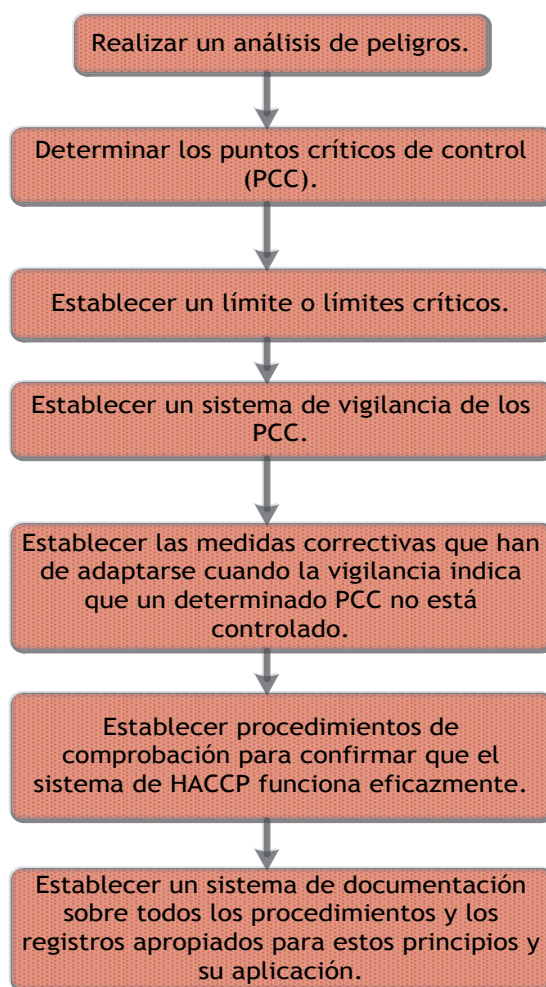 Realizar un análisis de peligros.
Determinar los puntos críticos de control
(PCC).
Establecer un límite o límites críticos.
Establecer un sistema de vigilancia de los
PCC.
Establecer las medidas correctivas que han
de adaptarse cuando la vigilancia indica
que un determinado PCC no está
controlado.
Establecer procedimientos de
comprobación para confirmar que el
sistema de HACCP funciona eficazmente.
Establecer un sistema de documentación
sobre todos los procedimientos y los
registros apropiados para estos principios y
su aplicación.